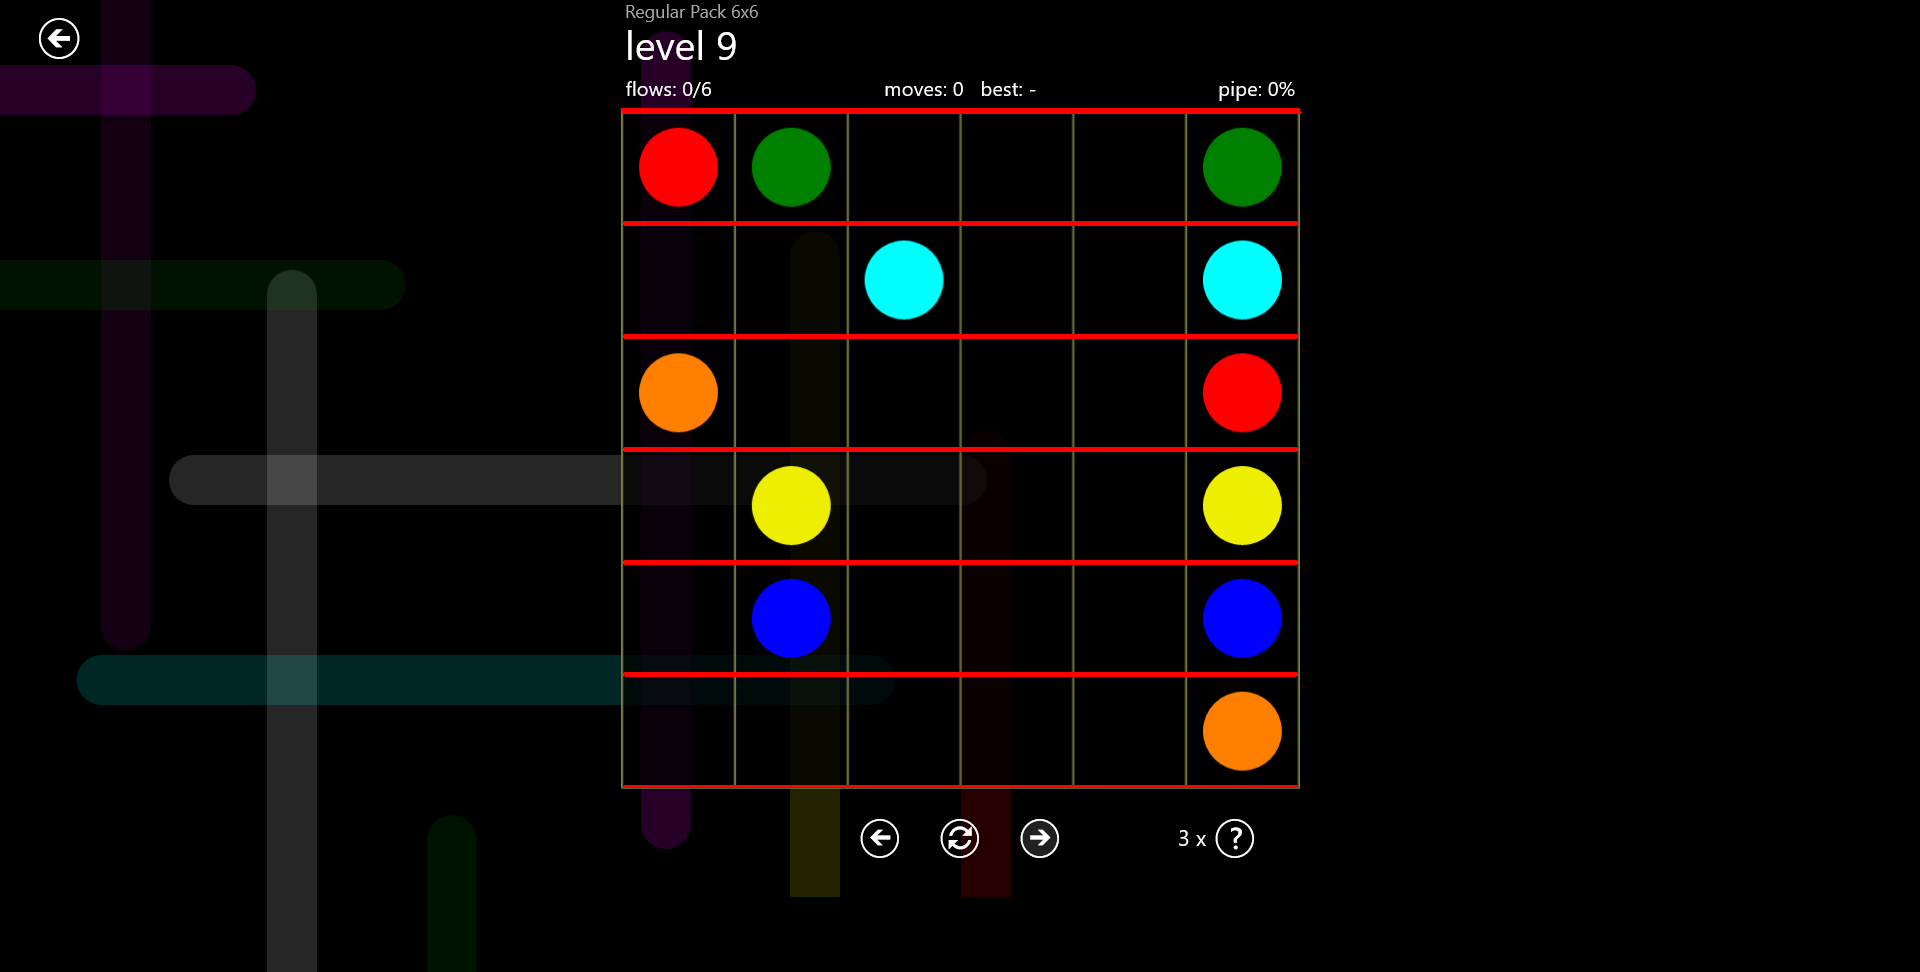 Regular Pack 6x6
level 9
flows: 0/6 moves: 0 best: - pipe: 0%
3 x ?